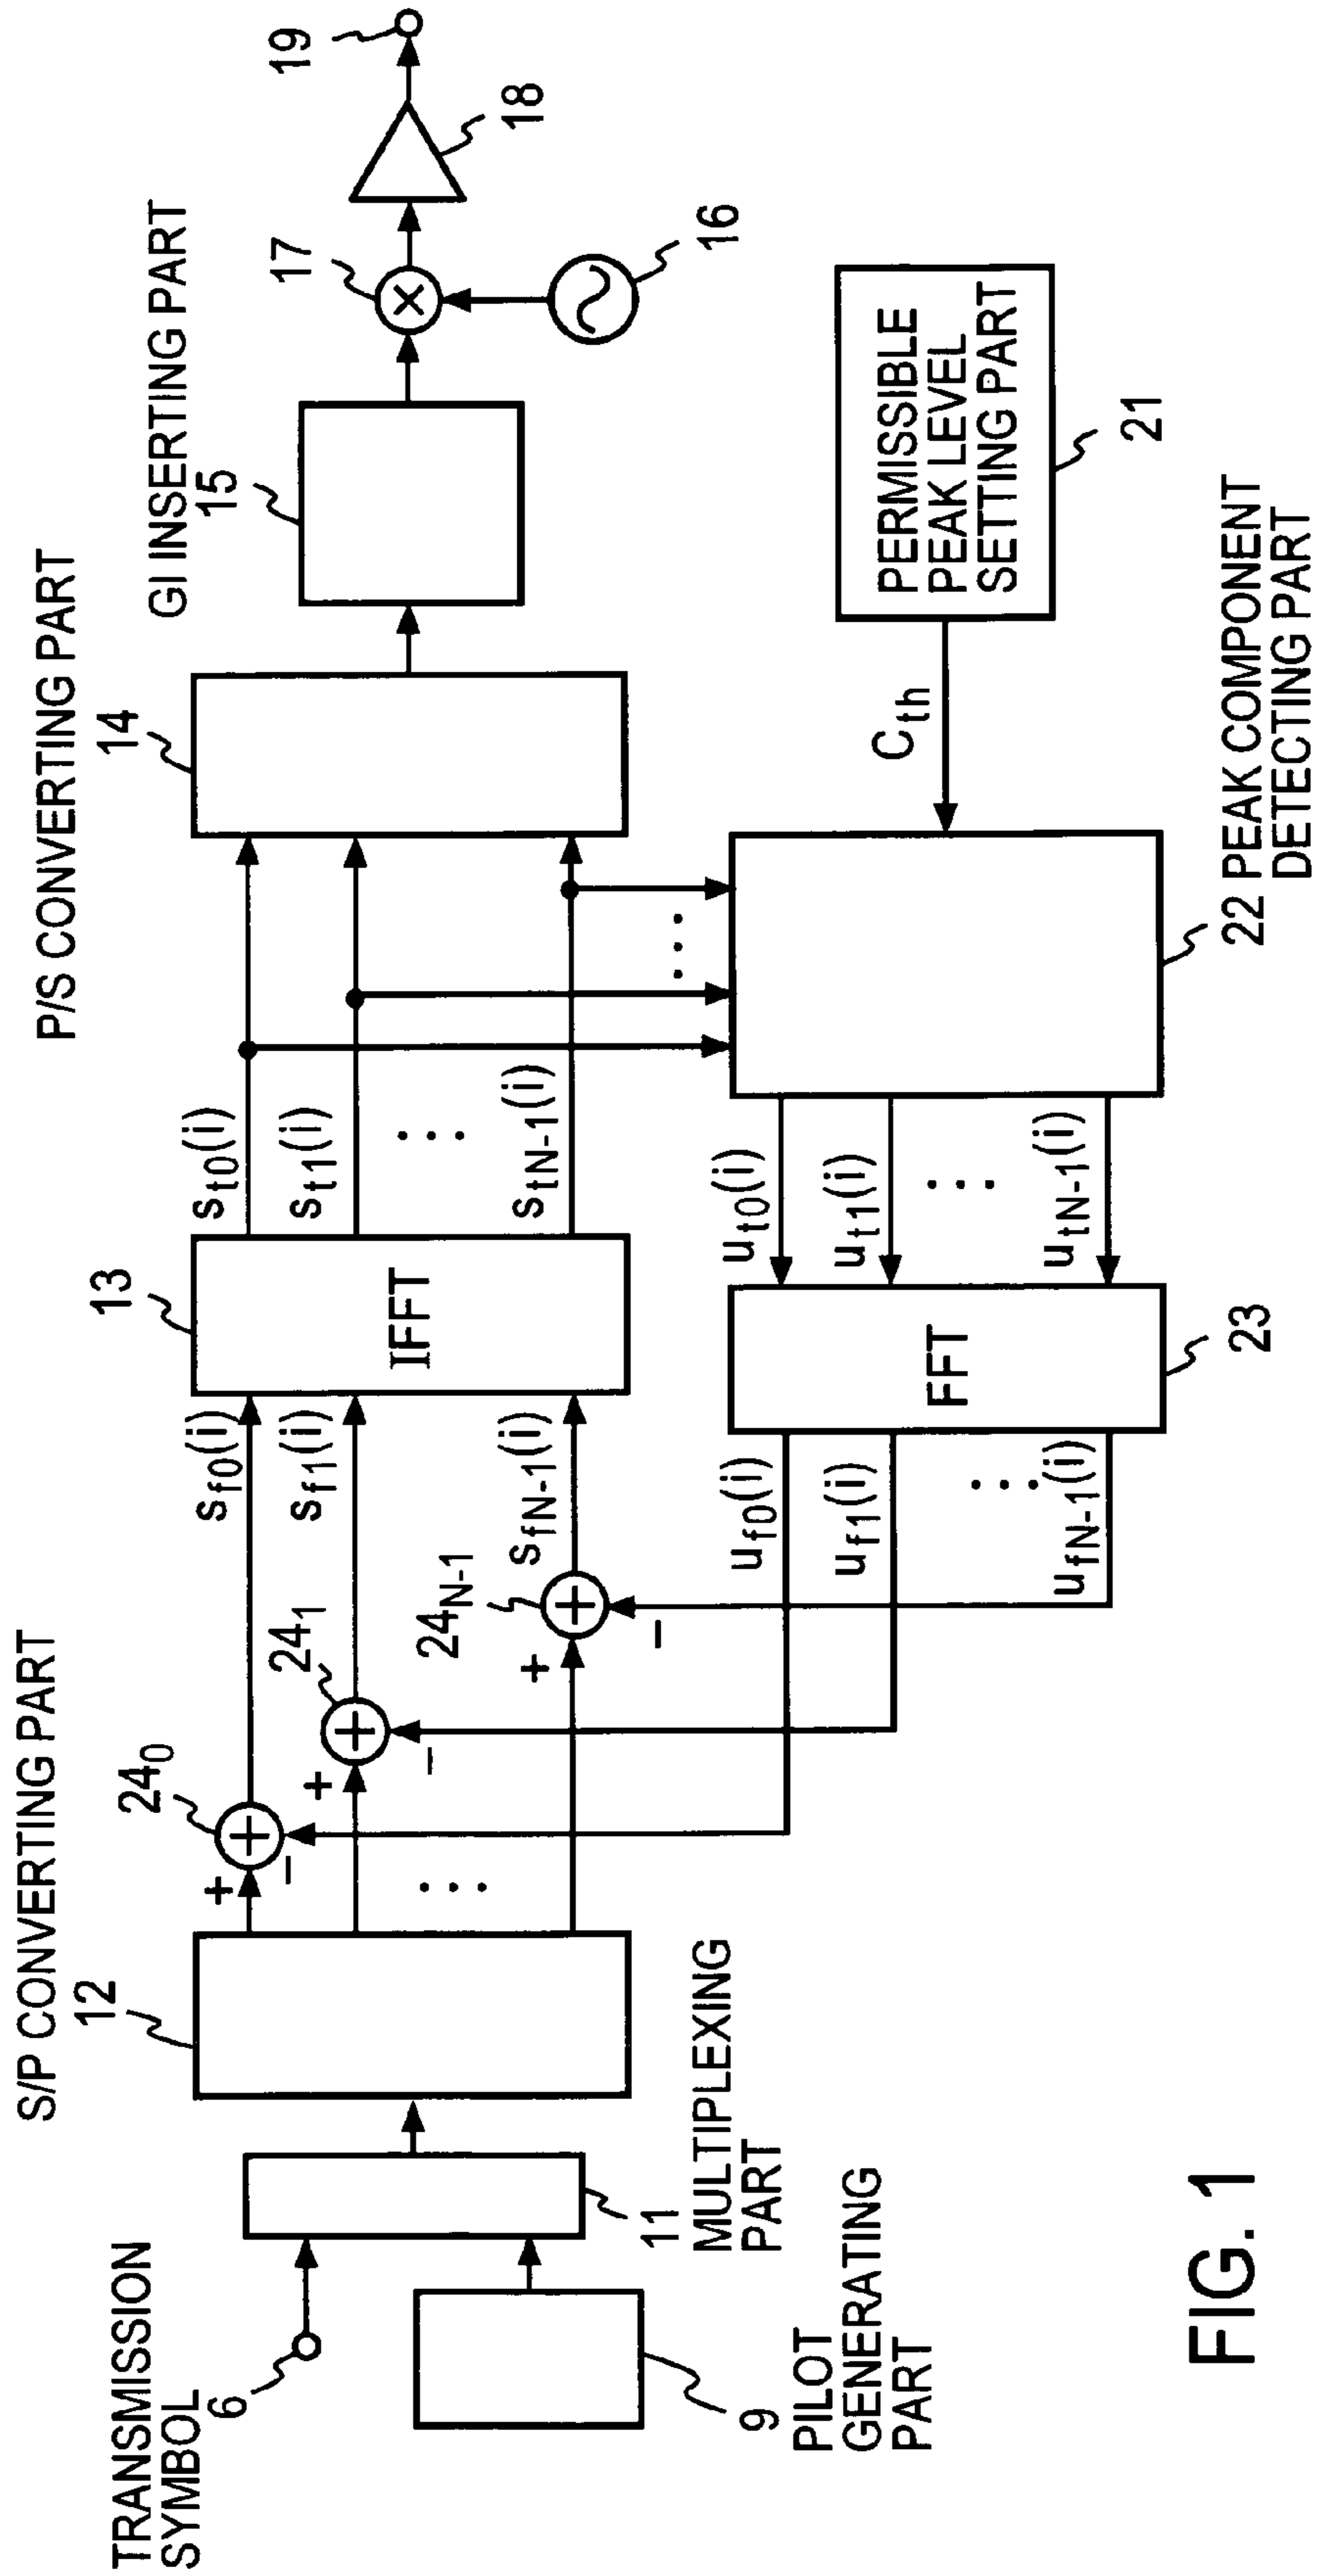 S/P CONVERTING PART
12
P/S CONVERTING PART
14
GI INSERTING PART
15
17
16
18
19
TRANSMISSION
SYMBOL
6
9
PILOT
GENERATING
PART
11
MULTIPLEXING
PART
24₀
+
−
24₁
+
−
24N-1
+
−
...
sf0(i)
sf1(i)
sfN-1(i)
13
IFFT
st0(i)
st1(i)
...
stN-1(i)
...
PERMISSIBLE
PEAK LEVEL
SETTING PART
21
Cth
22 PEAK COMPONENT
DETECTING PART
ut0(i)
ut1(i)
...
utN-1(i)
FFT
23
uf0(i)
uf1(i)
...
ufN-1(i)
FIG. 1